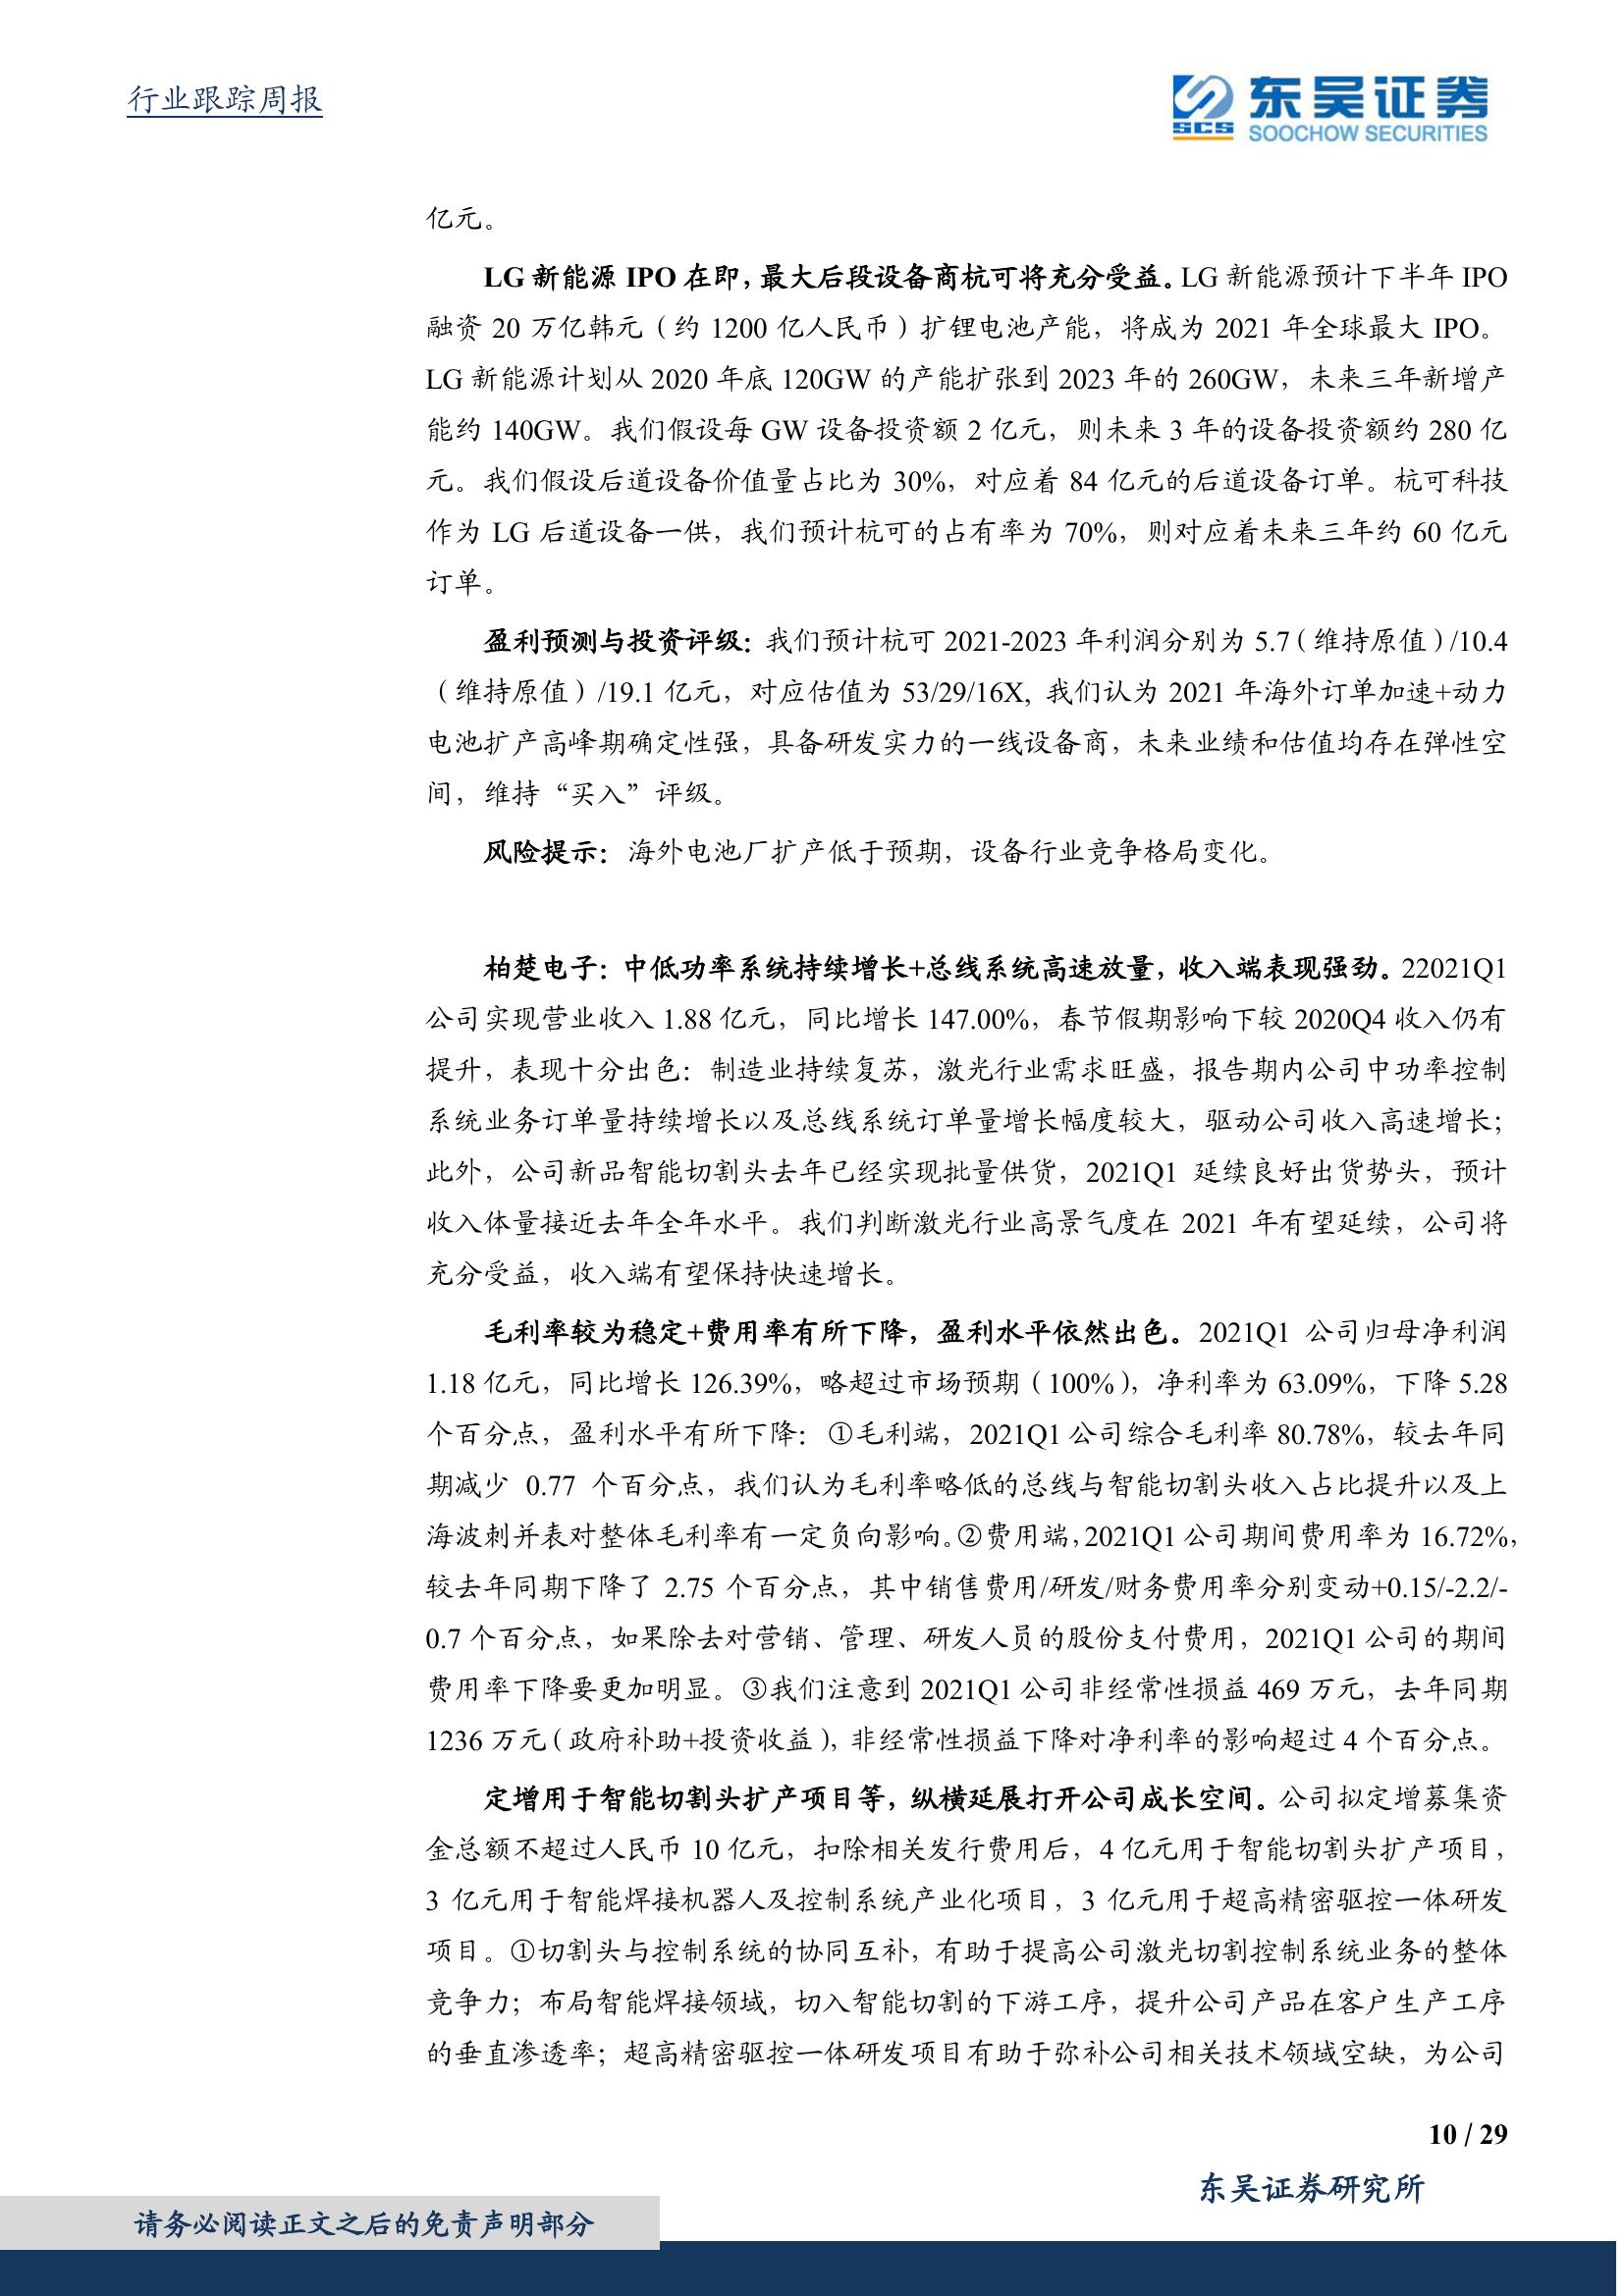 行业跟踪周报
SCS 东吴证券
SOOCHOW SECURITIES
亿元。
LG 新能源 IPO 在即，最大后段设备商杭可将充分受益。LG 新能源预计下半年 IPO
融资 20 万亿韩元（约 1200 亿人民币）扩锂电池产能，将成为 2021 年全球最大 IPO。
LG 新能源计划从 2020 年底 120GW 的产能扩张到 2023 年的 260GW，未来三年新增产
能约 140GW。我们假设每 GW 设备投资额 2 亿元，则未来 3 年的设备投资额约 280 亿
元。我们假设后道设备价值量占比为 30%，对应着 84 亿元的后道设备订单。杭可科技
作为 LG 后道设备一供，我们预计杭可的占有率为 70%，则对应着未来三年约 60 亿元
订单。
盈利预测与投资评级：我们预计杭可 2021-2023 年利润分别为 5.7（维持原值）/10.4
（维持原值）/19.1 亿元，对应估值为 53/29/16X, 我们认为 2021 年海外订单加速+动力
电池扩产高峰期确定性强，具备研发实力的一线设备商，未来业绩和估值均存在弹性空
间，维持“买入”评级。
风险提示：海外电池厂扩产低于预期，设备行业竞争格局变化。
柏楚电子：中低功率系统持续增长+总线系统高速放量，收入端表现强劲。22021Q1
公司实现营业收入 1.88 亿元，同比增长 147.00%，春节假期影响下较 2020Q4 收入仍有
提升，表现十分出色：制造业持续复苏，激光行业需求旺盛，报告期内公司中功率控制
系统业务订单量持续增长以及总线系统订单量增长幅度较大，驱动公司收入高速增长；
此外，公司新品智能切割头去年已经实现批量供货，2021Q1 延续良好出货势头，预计
收入体量接近去年全年水平。我们判断激光行业高景气度在 2021 年有望延续，公司将
充分受益，收入端有望保持快速增长。
毛利率较为稳定+费用率有所下降，盈利水平依然出色。2021Q1 公司归母净利润
1.18 亿元，同比增长 126.39%，略超过市场预期（100%），净利率为 63.09%，下降 5.28
个百分点，盈利水平有所下降：①毛利端，2021Q1 公司综合毛利率 80.78%，较去年同
期减少 0.77 个百分点，我们认为毛利率略低的总线与智能切割头收入占比提升以及上
海波刺并表对整体毛利率有一定负向影响。②费用端，2021Q1 公司期间费用率为 16.72%，
较去年同期下降了 2.75 个百分点，其中销售费用/研发/财务费用率分别变动+0.15/-2.2/-
0.7 个百分点，如果除去对营销、管理、研发人员的股份支付费用，2021Q1 公司的期间
费用率下降要更加明显。③我们注意到 2021Q1 公司非经常性损益 469 万元，去年同期
1236 万元（政府补助+投资收益），非经常性损益下降对净利率的影响超过 4 个百分点。
定增用于智能切割头扩产项目等，纵横延展打开公司成长空间。公司拟定增募集资
金总额不超过人民币 10 亿元，扣除相关发行费用后，4 亿元用于智能切割头扩产项目，
3 亿元用于智能焊接机器人及控制系统产业化项目，3 亿元用于超高精密驱控一体研发
项目。①切割头与控制系统的协同互补，有助于提高公司激光切割控制系统业务的整体
竞争力；布局智能焊接领域，切入智能切割的下游工序，提升公司产品在客户生产工序
的垂直渗透率；超高精密驱控一体研发项目有助于弥补公司相关技术领域空缺，为公司
10 / 29
东吴证券研究所
请务必阅读正文之后的免责声明部分